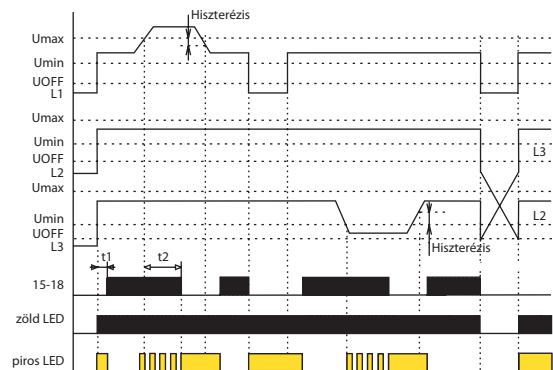 Hiszterézis
Umax
Umin
UOFF
L1
Umax
Umin
UOFF
L2
L3
Umax
Umin
UOFF
L3
L2
Hiszterézis
t1
t2
15-18
zöld LED
piros LED